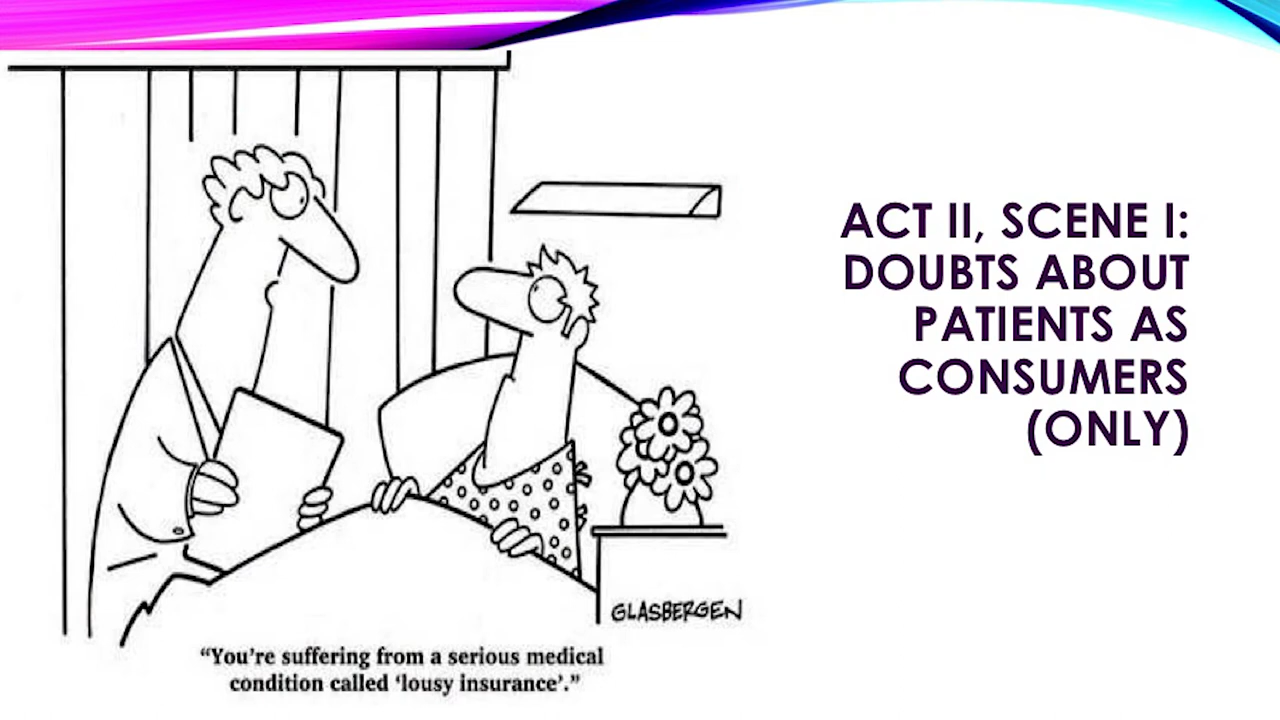 ACT II, SCENE I:
DOUBTS ABOUT
PATIENTS AS
CONSUMERS
(ONLY)
GLASBERGEN
“You’re suffering from a serious medical
condition called ‘lousy insurance’.”